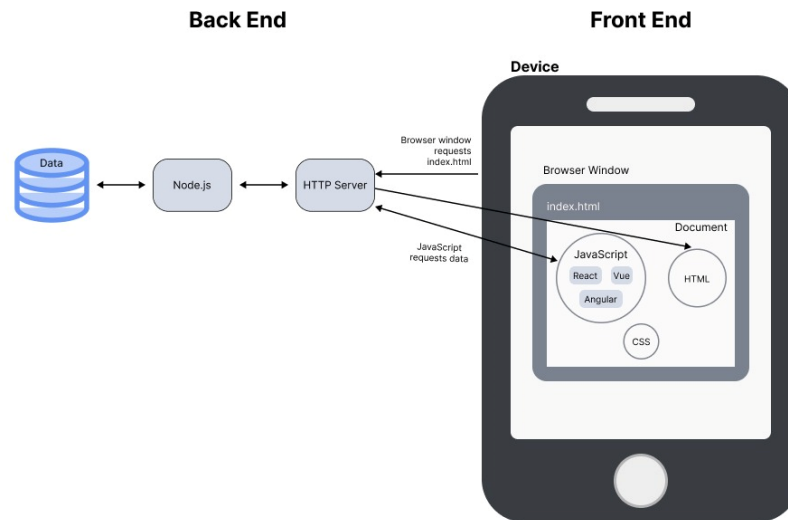 Back End
Front End
Device
Browser window
requests
index.html
Data
Node.js
HTTP Server
Browser Window
index.html
Document
JavaScript
requests data
JavaScript
React
Vue
Angular
HTML
CSS